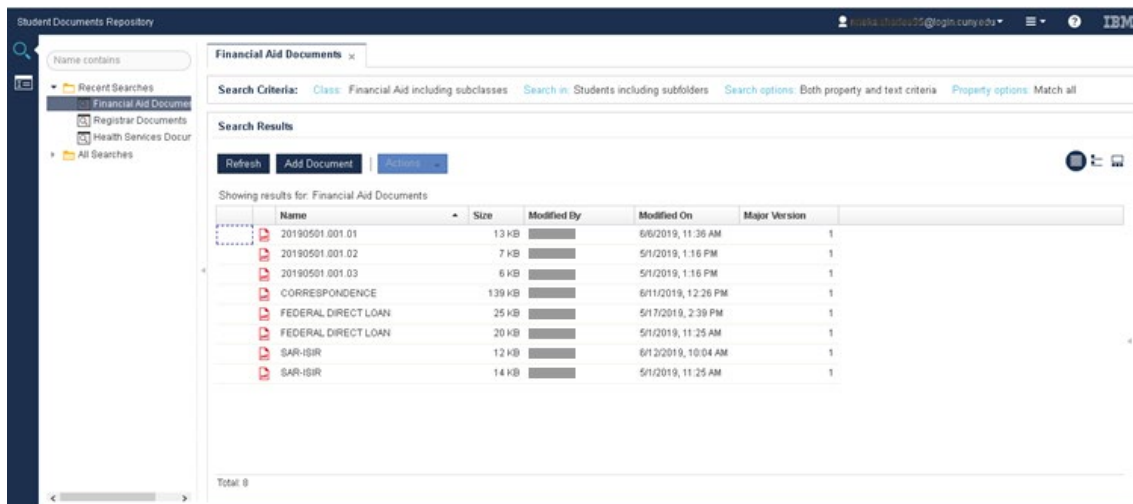 Student Documents Repository
@login.cuny.edu
IBM
Name contains
Recent Searches
Financial Aid Documen
Registrar Documents
Health Services Docur
All Searches
Financial Aid Documents
Search Criteria: Class: Financial Aid including subclasses Search in: Students including subfolders Search options: Both property and text criteria Property options: Match all
Search Results
Refresh Add Document Actions
Showing results for: Financial Aid Documents
Name Size Modified By Modified On Major Version
20190501.001.01 13 KB 6/6/2019, 11:36 AM 1
20190501.001.02 7 KB 5/1/2019, 1:16 PM 1
20190501.001.03 6 KB 5/1/2019, 1:16 PM 1
CORRESPONDENCE 139 KB 6/11/2019, 12:26 PM 1
FEDERAL DIRECT LOAN 25 KB 5/17/2019, 2:39 PM 1
FEDERAL DIRECT LOAN 20 KB 5/1/2019, 11:25 AM 1
SAR-ISIR 12 KB 6/12/2019, 10:04 AM 1
SAR-ISIR 14 KB 5/1/2019, 11:25 AM 1
Total: 8